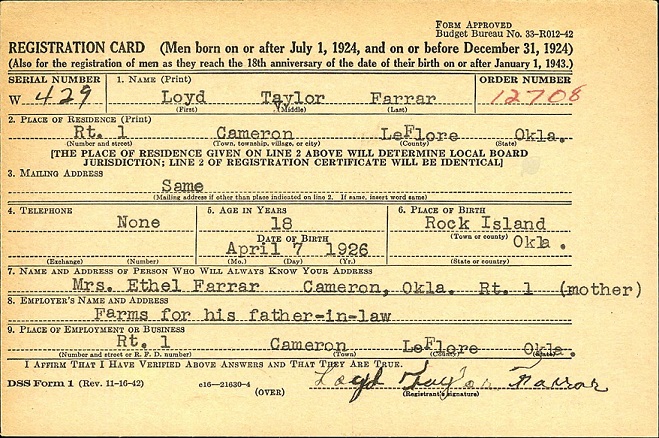 FORM APPROVED
Budget Bureau No. 33-R012-42
REGISTRATION CARD (Men born on or after July 1, 1924, and on or before December 31, 1924)
(Also for the registration of men as they reach the 18th anniversary of the date of their birth on or after January 1, 1943.)
SERIAL NUMBER 1. NAME (Print) ORDER NUMBER
W 429 Loyd Taylor Farrar 12708
(First) (Middle) (Last)
2. PLACE OF RESIDENCE (Print)
Rt. 1 Cameron LeFlore Okla.
(Number and street) (Town, township, village, or city) (County) (State)
[THE PLACE OF RESIDENCE GIVEN ON LINE 2 ABOVE WILL DETERMINE LOCAL BOARD
JURISDICTION; LINE 2 OF REGISTRATION CERTIFICATE WILL BE IDENTICAL]
3. MAILING ADDRESS
Same
(Mailing address if other than place indicated on line 2. If same, insert word same)
4. TELEPHONE 5. AGE IN YEARS 6. PLACE OF BIRTH
None 18 Rock Island
DATE OF BIRTH (Town or county)
April 7 1926 Okla.
(Exchange) (Number) (Mo.) (Day) (Yr.) (State or country)
7. NAME AND ADDRESS OF PERSON WHO WILL ALWAYS KNOW YOUR ADDRESS
Mrs. Ethel Farrar Cameron, Okla. Rt. 1 (mother)
8. EMPLOYER'S NAME AND ADDRESS
Farms for his father-in-law
9. PLACE OF EMPLOYMENT OR BUSINESS
Rt. 1 Cameron LeFlore Okla.
(Number and street or R. F. D. number) (Town) (County) (State)
I AFFIRM THAT I HAVE VERIFIED ABOVE ANSWERS AND THAT THEY ARE TRUE.
DSS Form 1 (Rev. 11-16-42) c16-21630-4 Loyd Taylor Farrar
(OVER) (Registrant's signature)